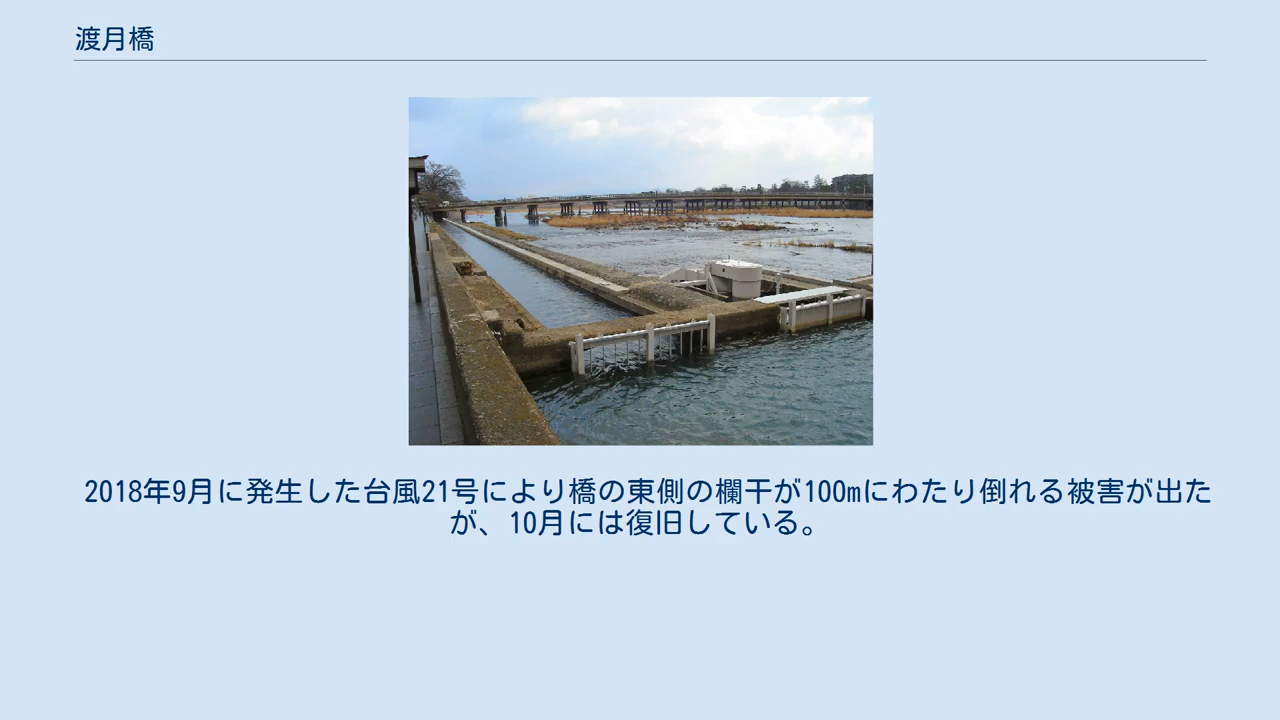 渡月橋
2018年9月に発生した台風21号により橋の東側の欄干が100mにわたり倒れる被害が出た
が、10月には復旧している。